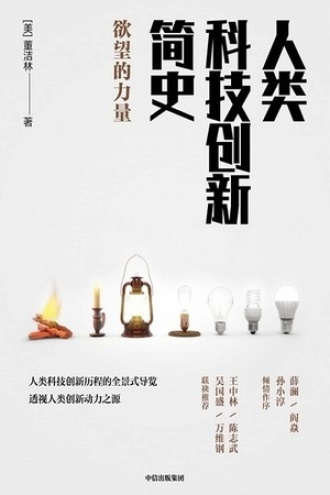 人类
科技创新
简史
欲望的力量
[美]董洁林——著
薛澜/阎焱
孙小淳
倾情作序
王中林/陈志武
吴国盛/万维钢
联袂推荐
人类科技创新历程的全景式导览
透视人类创新动力之源
中信出版集团